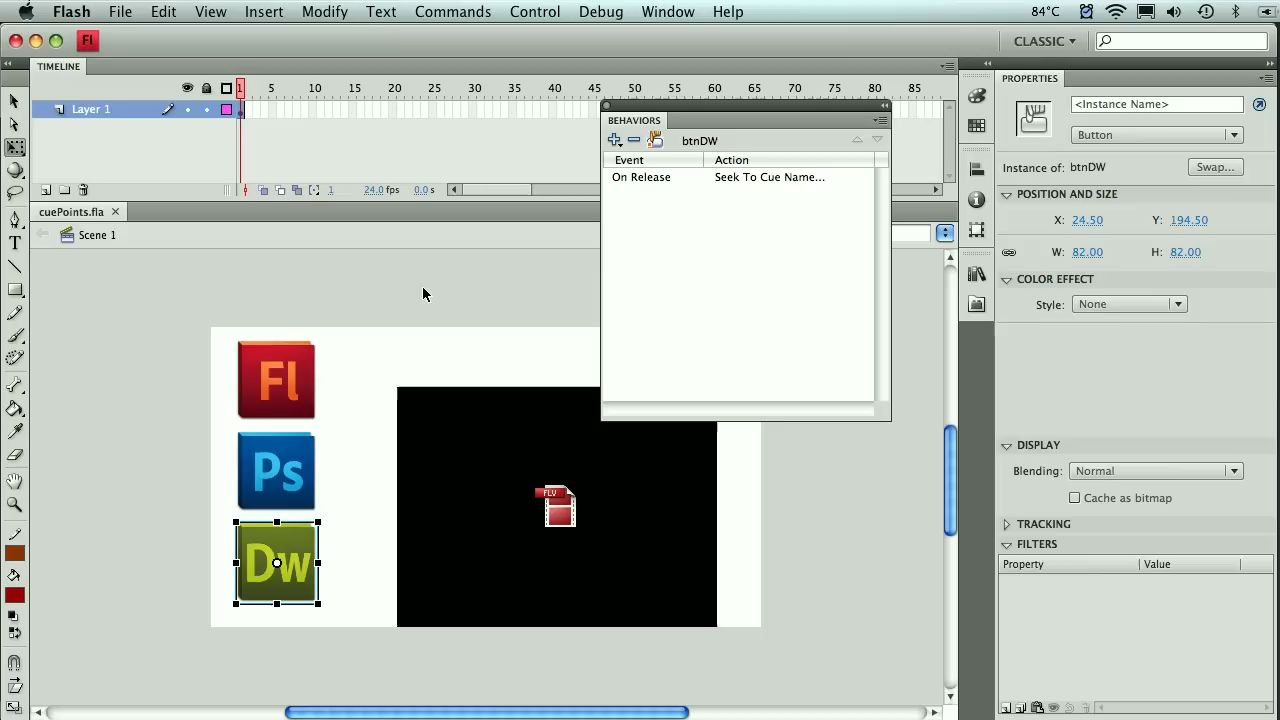 Flash File Edit View Insert Modify Text Commands Control Debug Window Help 84°C
Fl CLASSIC
TIMELINE
1 5 10 15 20 25 30 35 40 45 50 55 60 65 70 75 80 85
Layer 1
1 24.0 fps 0.0 s
cuePoints.fla
Scene 1
Fl
Ps
Dw
FLV
BEHAVIORS
btnDW
Event Action
On Release Seek To Cue Name...
PROPERTIES
<Instance Name>
Button
Instance of: btnDW Swap...
POSITION AND SIZE
X: 24.50 Y: 194.50
W: 82.00 H: 82.00
COLOR EFFECT
Style: None
DISPLAY
Blending: Normal
Cache as bitmap
TRACKING
FILTERS
Property Value